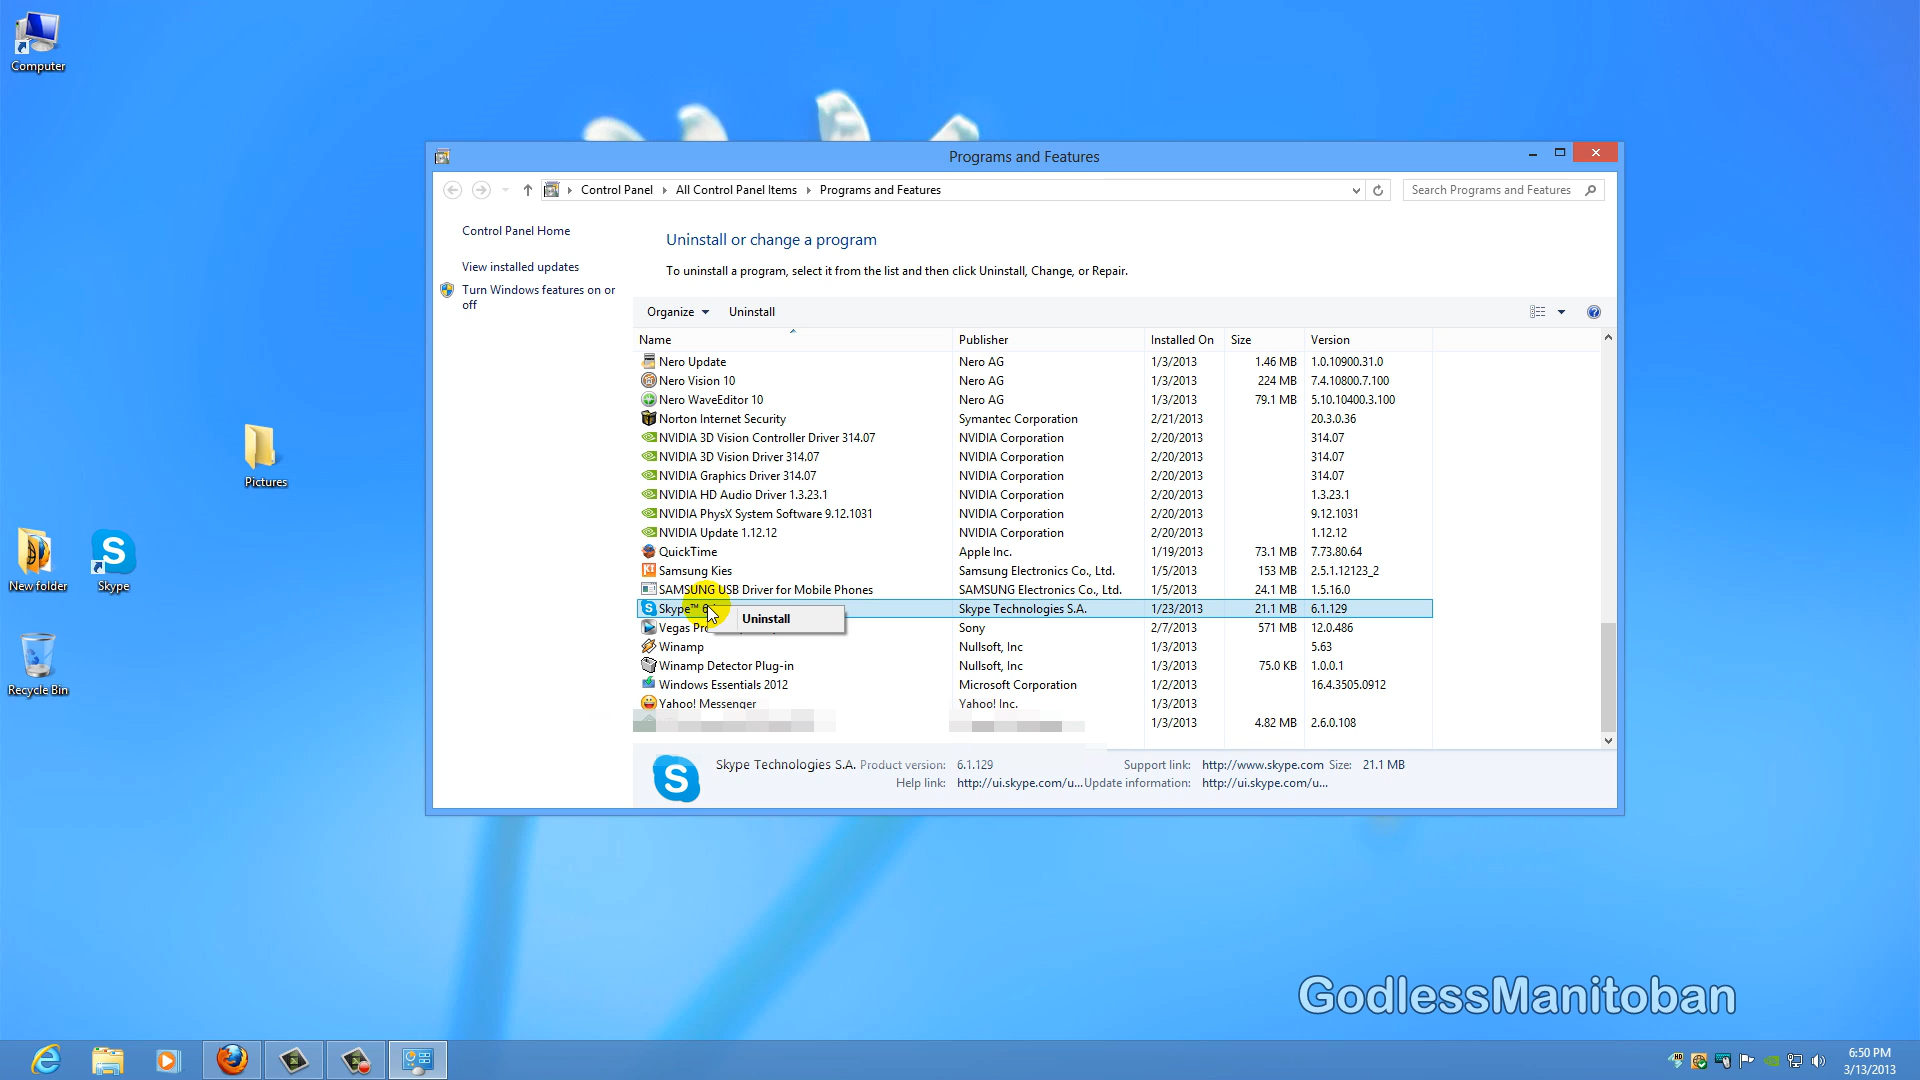 Computer
Pictures
New folder
Skype
Recycle Bin
Programs and Features
Control Panel
All Control Panel Items
Programs and Features
Search Programs and Features
Control Panel Home
View installed updates
Turn Windows features on or
off
Uninstall or change a program
To uninstall a program, select it from the list and then click Uninstall, Change, or Repair.
Organize Uninstall
Name Publisher Installed On Size Version
Nero Update Nero AG 1/3/2013 1.46 MB 1.0.10900.31.0
Nero Vision 10 Nero AG 1/3/2013 224 MB 7.4.10800.7.100
Nero WaveEditor 10 Nero AG 1/3/2013 79.1 MB 5.10.10400.3.100
Norton Internet Security Symantec Corporation 2/21/2013 20.3.0.36
NVIDIA 3D Vision Controller Driver 314.07 NVIDIA Corporation 2/20/2013 314.07
NVIDIA 3D Vision Driver 314.07 NVIDIA Corporation 2/20/2013 314.07
NVIDIA Graphics Driver 314.07 NVIDIA Corporation 2/20/2013 314.07
NVIDIA HD Audio Driver 1.3.23.1 NVIDIA Corporation 2/20/2013 1.3.23.1
NVIDIA PhysX System Software 9.12.1031 NVIDIA Corporation 2/20/2013 9.12.1031
NVIDIA Update 1.12.12 NVIDIA Corporation 2/20/2013 1.12.12
QuickTime Apple Inc. 1/19/2013 73.1 MB 7.73.80.64
Samsung Kies Samsung Electronics Co., Ltd. 1/5/2013 153 MB 2.5.1.12123_2
SAMSUNG USB Driver for Mobile Phones SAMSUNG Electronics Co., Ltd. 1/5/2013 24.1 MB 1.5.16.0
Skype™ Skype Technologies S.A. 1/23/2013 21.1 MB 6.1.129
Uninstall
Vegas Sony 2/7/2013 571 MB 12.0.486
Winamp Nullsoft, Inc 1/3/2013 5.63
Winamp Detector Plug-in Nullsoft, Inc 1/3/2013 75.0 KB 1.0.0.1
Windows Essentials 2012 Microsoft Corporation 1/2/2013 16.4.3505.0912
Yahoo! Messenger Yahoo! Inc. 1/3/2013
1/3/2013 4.82 MB 2.6.0.108
Skype Technologies S.A. Product version: 6.1.129 Support link: http://www.skype.com Size: 21.1 MB
Help link: http://ui.skype.com/u... Update information: http://ui.skype.com/u...
GodlessManitoban
6:50 PM
3/13/2013